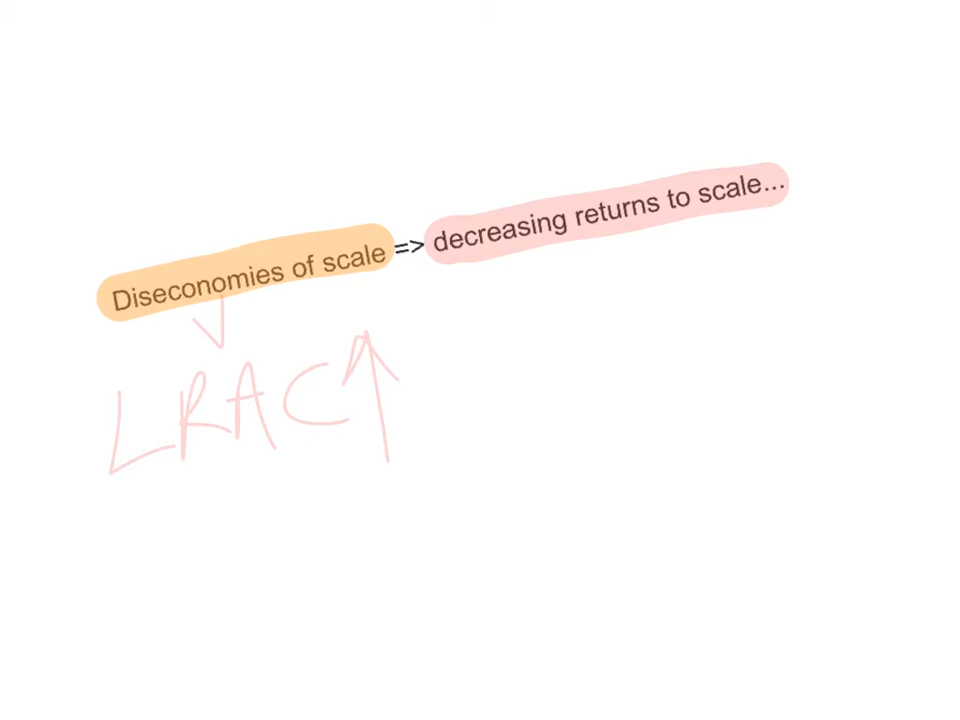 Diseconomies of scale => decreasing returns to scale...
LRAC↑